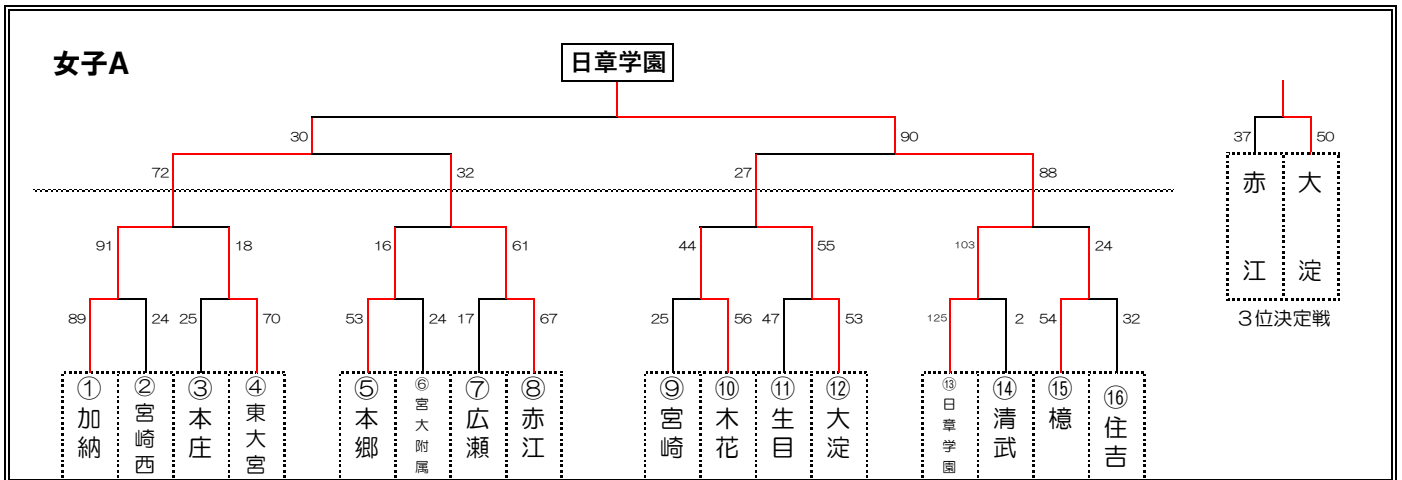 女子A
日章学園
30 90
37 50
72 32 27 88
赤江
大淀
91 18 16 61 44 55 103 24
89 24 25 70 53 24 17 67 25 56 47 53 125 2 54 32
3位決定戦
①加納
②宮崎西
③本庄
④東大宮
⑤本郷
⑥宮大附属
⑦広瀬
⑧赤江
⑨宮崎
⑩木花
⑪生目
⑫大淀
⑬日章学園
⑭清武
⑮檍
⑯住吉